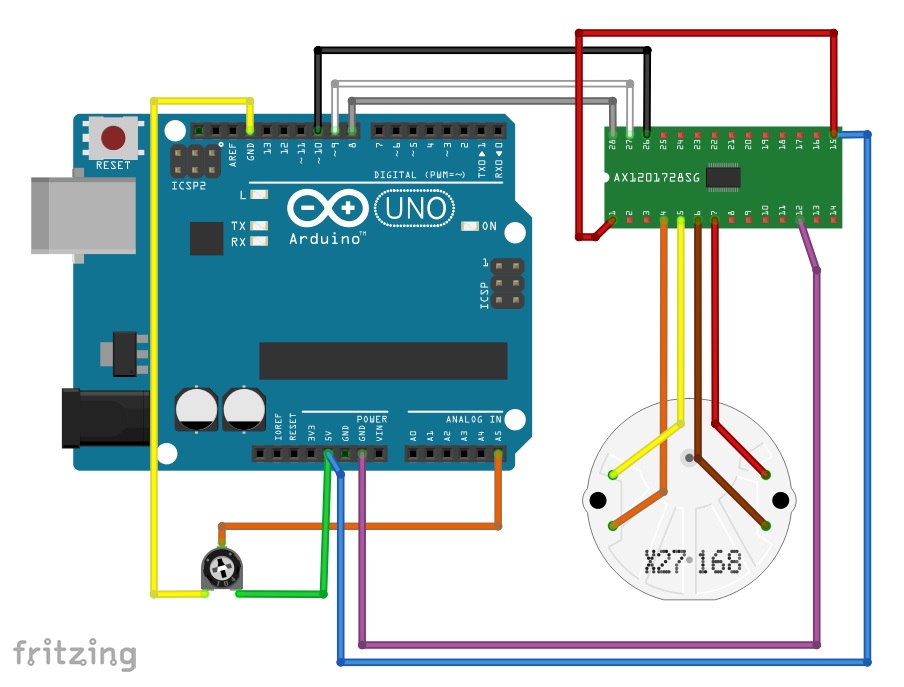 RESET
ICSP2
AREF
GND
13
12
~11
~10
~9
8
7
~6
~5
4
~3
2
TX0▶1
RX0◀0
DIGITAL (PWM=~)
L
TX
RX
UNO
ON
Arduino™
1
ICSP
28
27
26
25
24
23
22
21
20
19
18
17
16
15
AX1201728SG
1
2
3
4
5
6
7
8
9
10
11
12
13
14
POWER
ANALOG IN
IOREF
RESET
3V3
5V
GND
GND
VIN
A0
A1
A2
A3
A4
A5
X27 168
fritzing